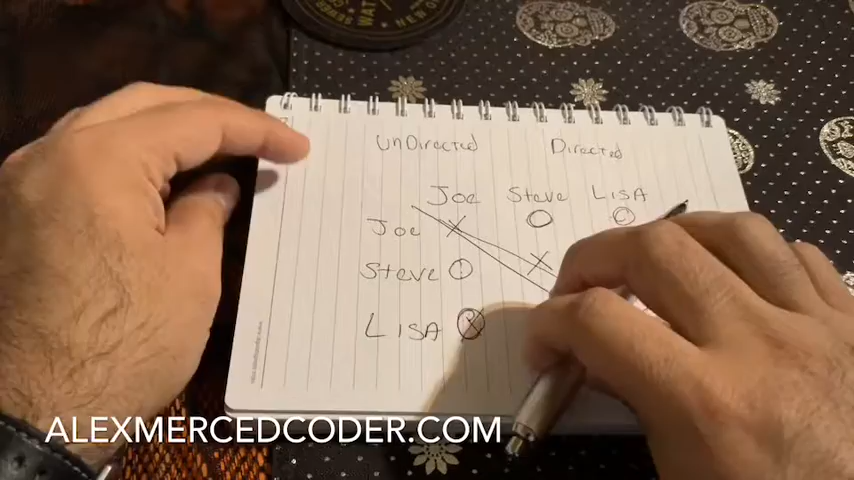 UnDirected Directed
Joe Steve LISA
Joe X
Steve X
LISA
ALEXMERCEDCODER.COM